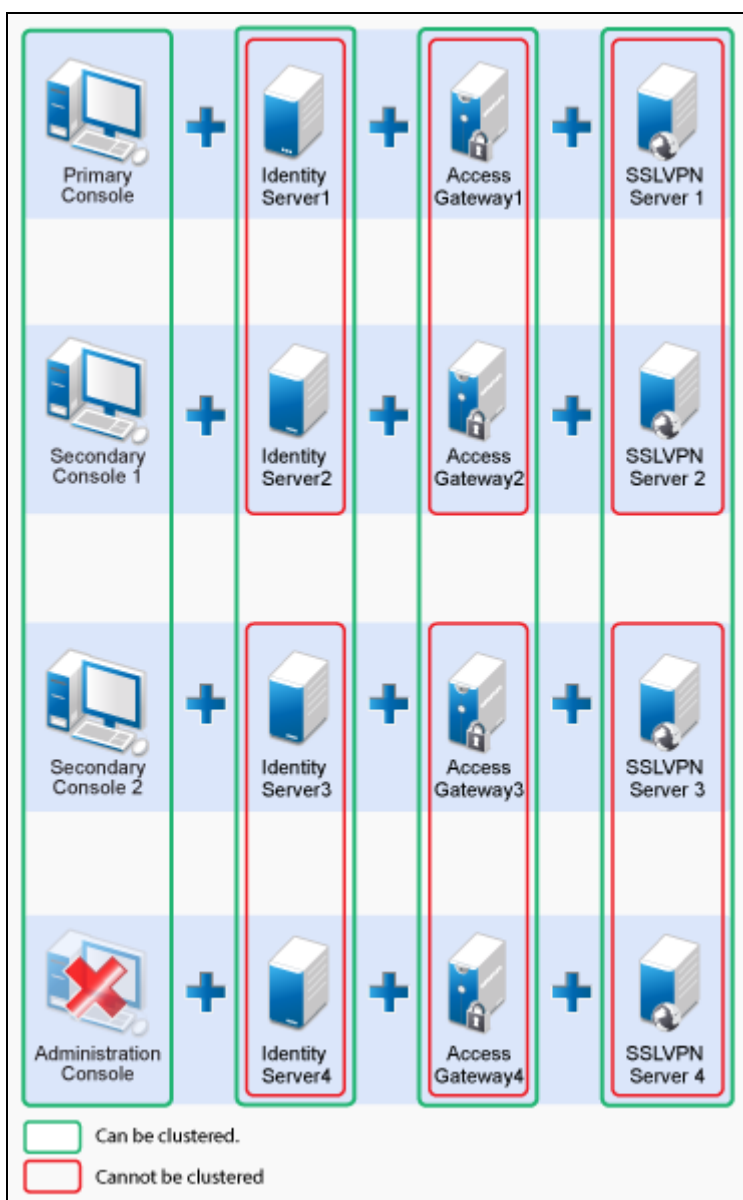 Primary
Console
Identity
Server1
Access
Gateway1
SSLVPN
Server 1
Secondary
Console 1
Identity
Server2
Access
Gateway2
SSLVPN
Server 2
Secondary
Console 2
Identity
Server3
Access
Gateway3
SSLVPN
Server 3
Administration
Console
Identity
Server4
Access
Gateway4
SSLVPN
Server 4
Can be clustered.
Cannot be clustered